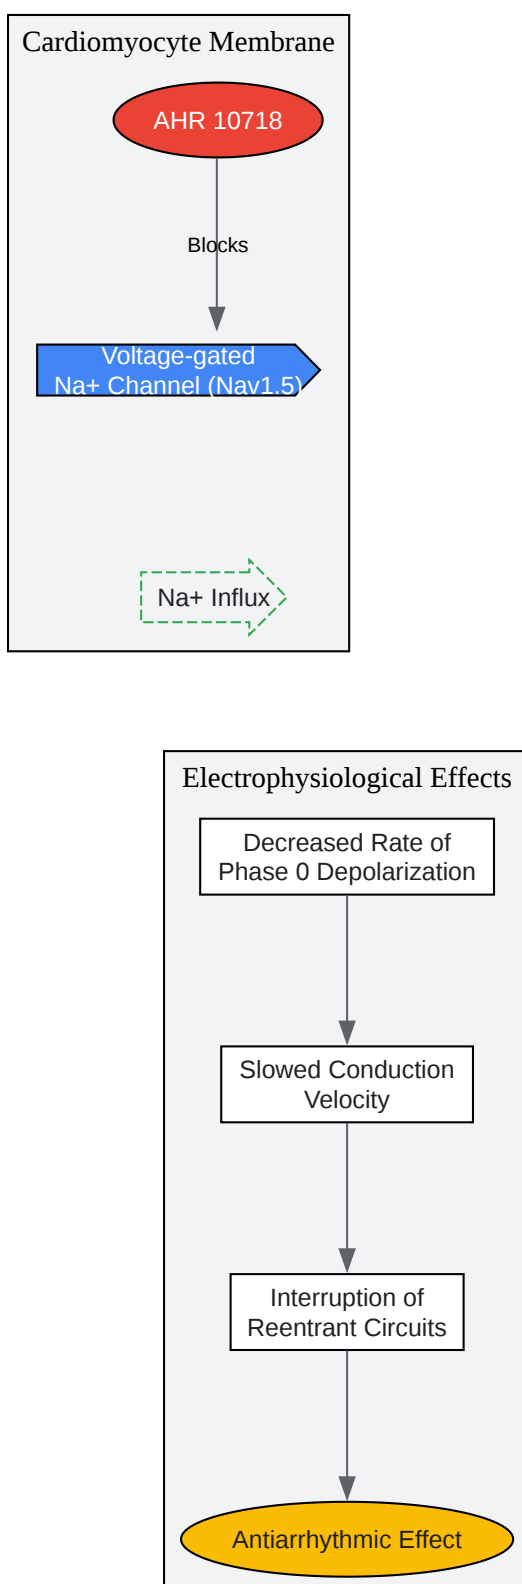 Cardiomyocyte Membrane
AHR 10718
Blocks
Voltage-gated
Na+ Channel (Nav1.5)
Na+ Influx
Electrophysiological Effects
Decreased Rate of
Phase 0 Depolarization
Slowed Conduction
Velocity
Interruption of
Reentrant Circuits
Antiarrhythmic Effect